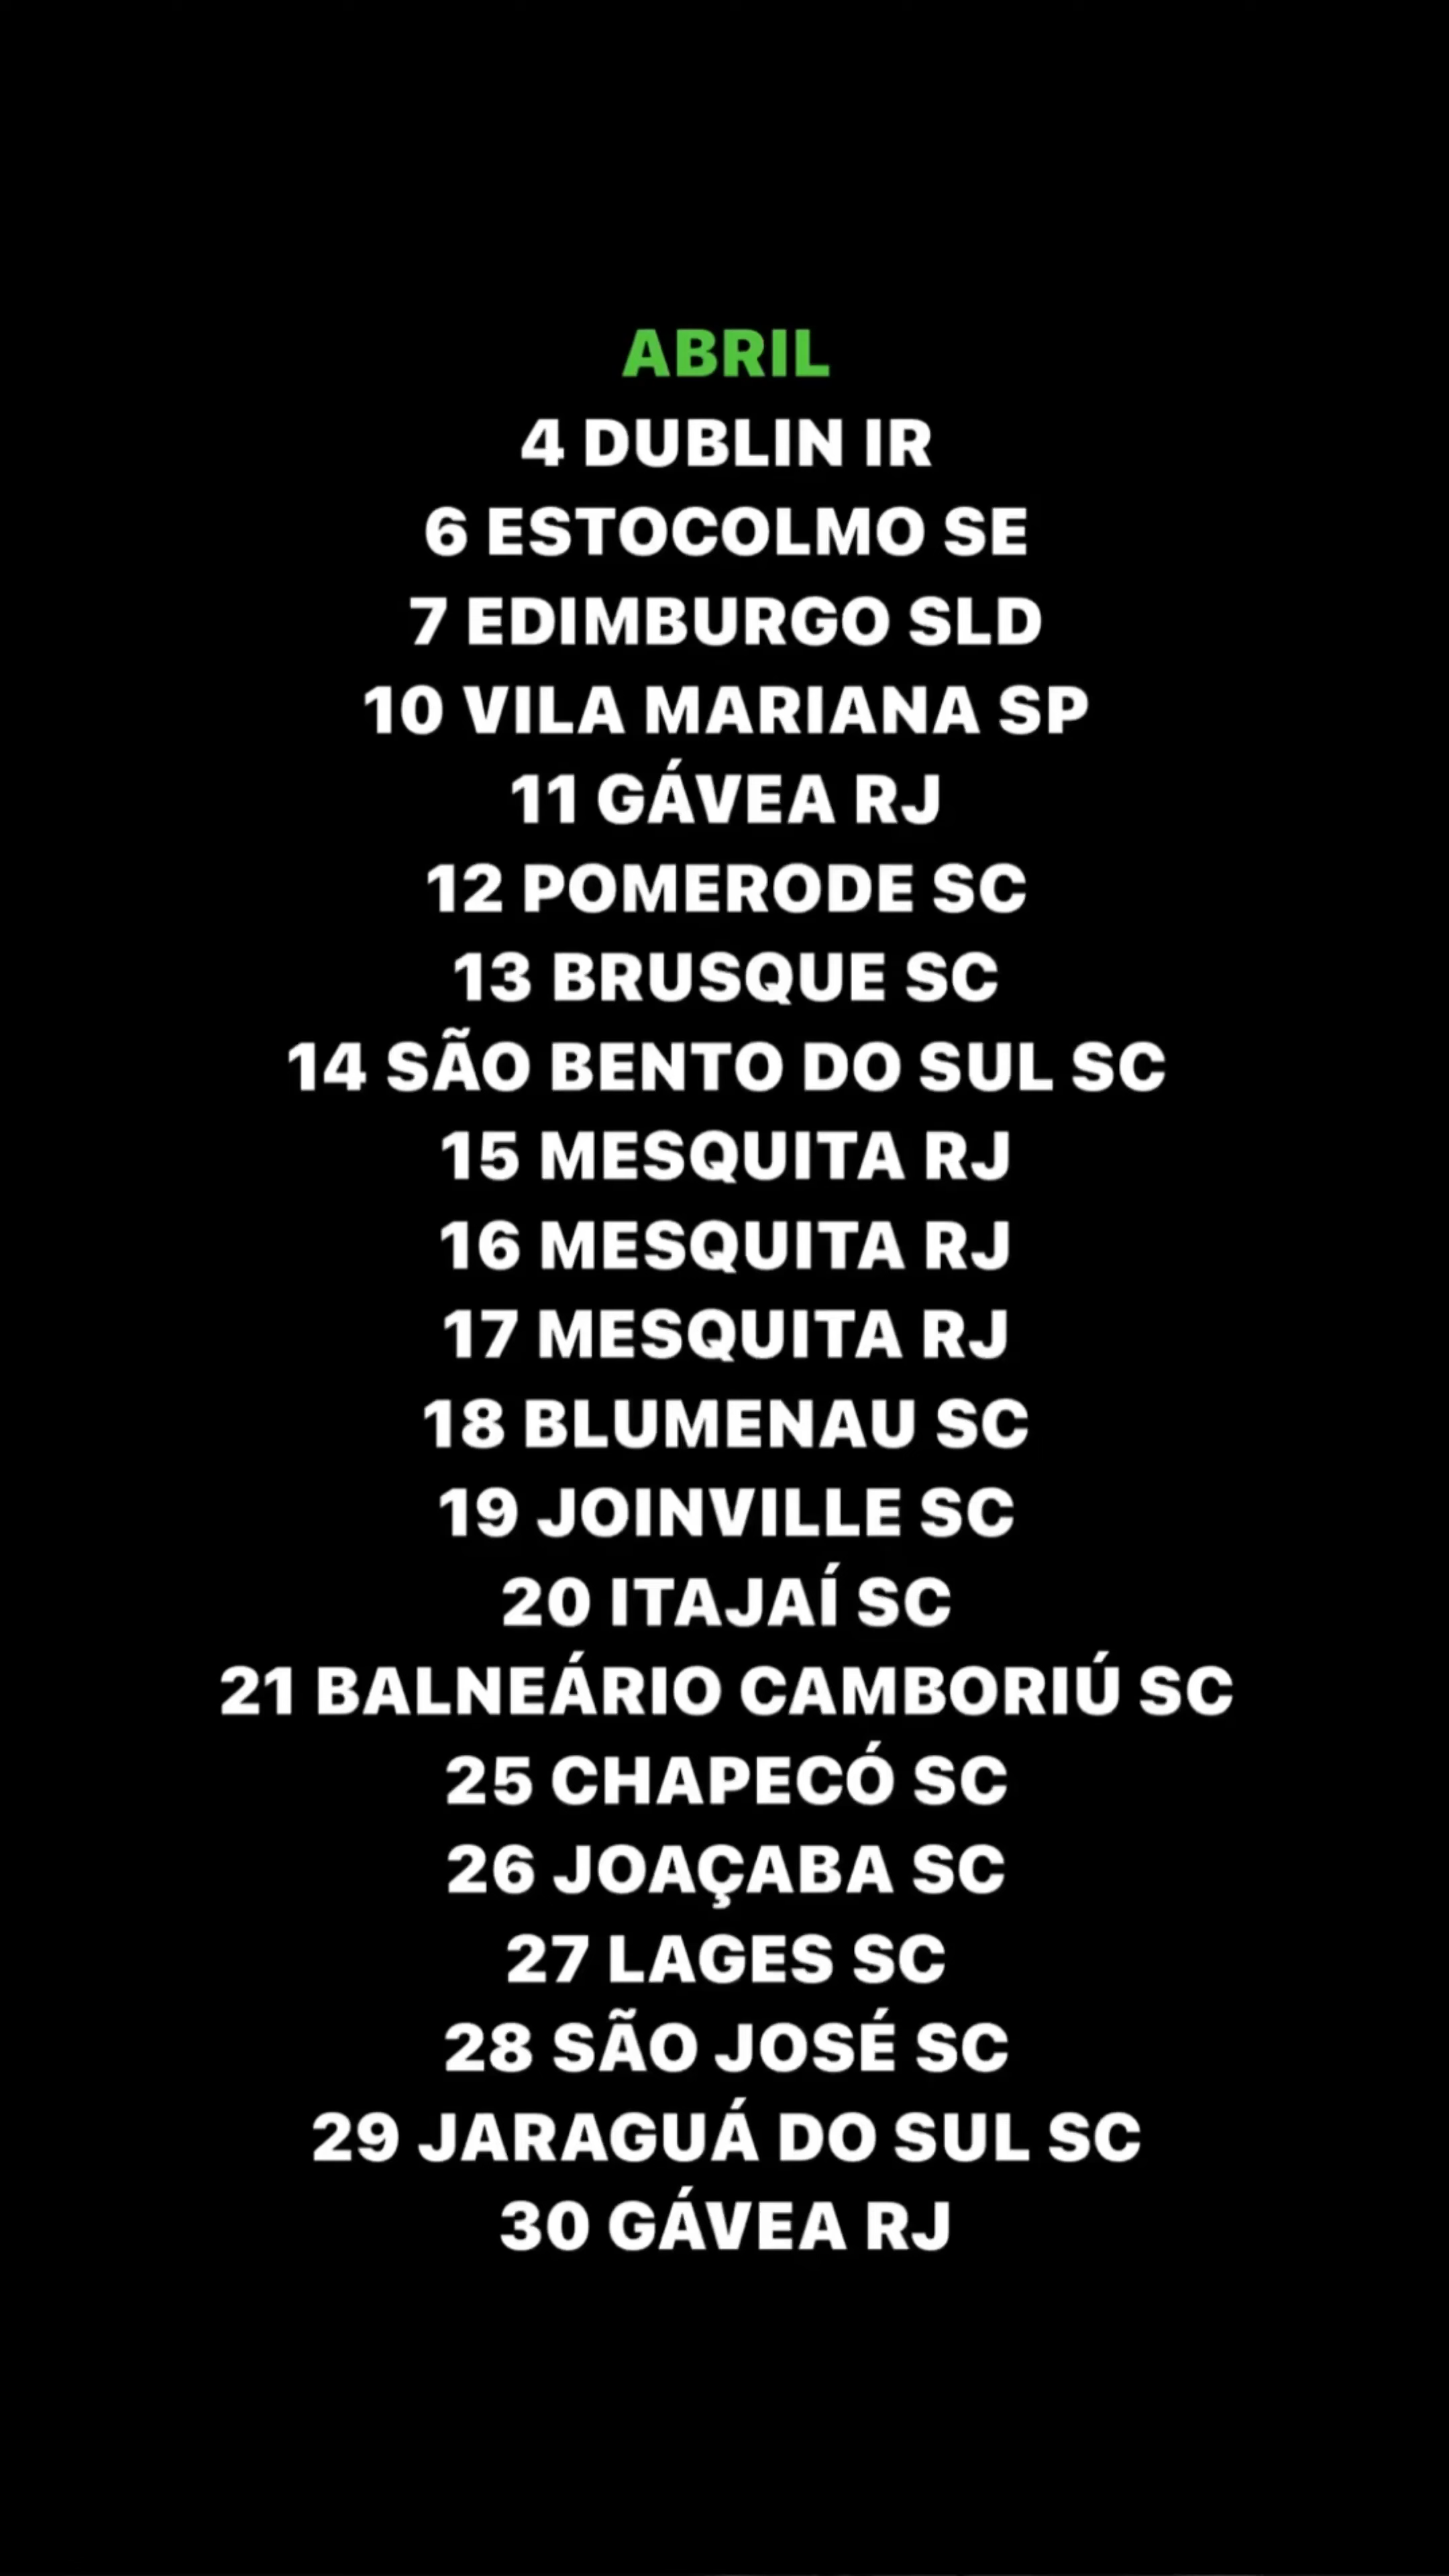 ABRIL
4 DUBLIN IR
6 ESTOCOLMO SE
7 EDIMBURGO SLD
10 VILA MARIANA SP
11 GÁVEA RJ
12 POMERODE SC
13 BRUSQUE SC
14 SÃO BENTO DO SUL SC
15 MESQUITA RJ
16 MESQUITA RJ
17 MESQUITA RJ
18 BLUMENAU SC
19 JOINVILLE SC
20 ITAJAÍ SC
21 BALNEÁRIO CAMBORIÚ SC
25 CHAPECÓ SC
26 JOAÇABA SC
27 LAGES SC
28 SÃO JOSÉ SC
29 JARAGUÁ DO SUL SC
30 GÁVEA RJ